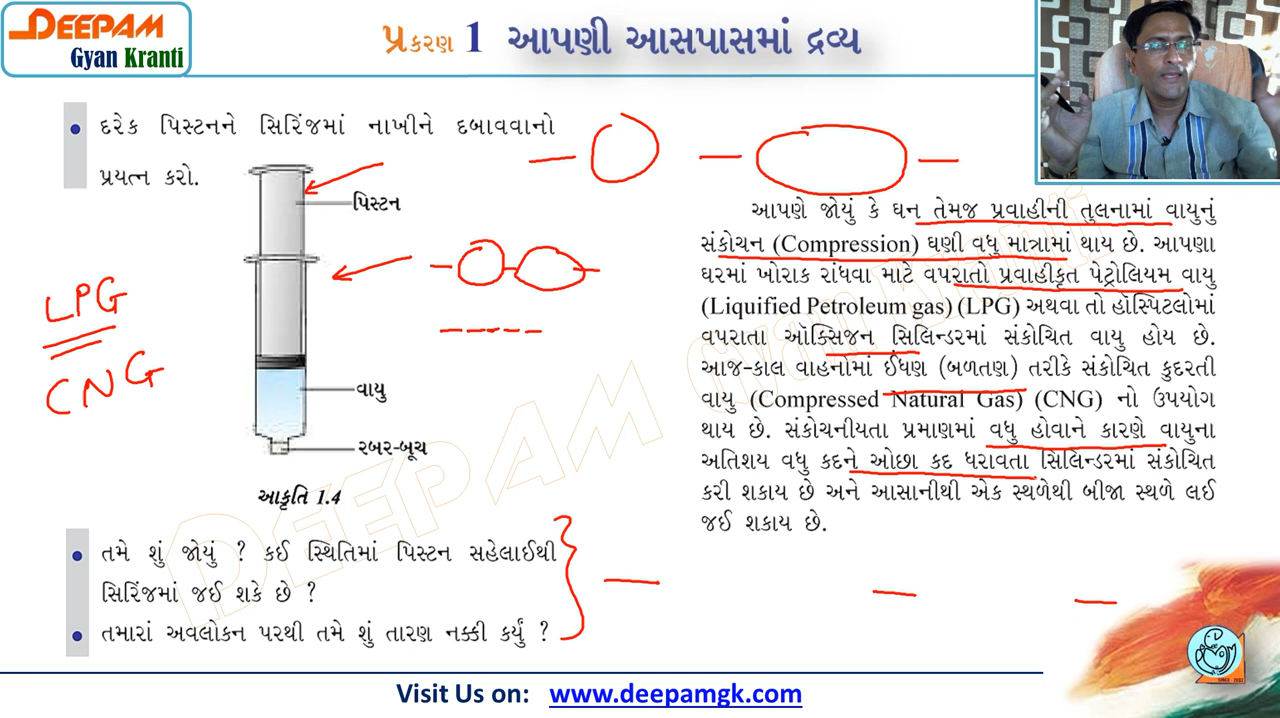 DEEPAM
Gyan Kranti
પ્રકરણ 1 આપણી આસપાસમાં દ્રવ્ય
• દરેક પિસ્ટનને સિરિંજમાં નાખીને દબાવવાનો
પ્રયત્ન કરો.
પિસ્ટન
વાયુ
રબર-બૂચ
આકૃતિ 1.4
LPG
CNG
• તમે શું જોયું ? કઈ સ્થિતિમાં પિસ્ટન સહેલાઈથી
સિરિંજમાં જઈ શકે છે ?
• તમારાં અવલોકન પરથી તમે શું તારણ નક્કી કર્યું ?
આપણે જોયું કે ઘન તેમજ પ્રવાહીની તુલનામાં વાયુનું
સંકોચન (Compression) ઘણી વધુ માત્રામાં થાય છે. આપણા
ઘરમાં ખોરાક રાંધવા માટે વપરાતો પ્રવાહીકૃત પેટ્રોલિયમ વાયુ
(Liquified Petroleum gas) (LPG) અથવા તો હૉસ્પિટલોમાં
વપરાતા ઑક્સિજન સિલિન્ડરમાં સંકોચિત વાયુ હોય છે.
આજ-કાલ વાહનોમાં ઈંધણ (બળતણ) તરીકે સંકોચિત કુદરતી
વાયુ (Compressed Natural Gas) (CNG) નો ઉપયોગ
થાય છે. સંકોચનીયતા પ્રમાણમાં વધુ હોવાને કારણે વાયુના
અતિશય વધુ કદને ઓછા કદ ધરાવતા સિલિન્ડરમાં સંકોચિત
કરી શકાય છે અને આસાનીથી એક સ્થળેથી બીજા સ્થળે લઈ
જઈ શકાય છે.
Visit Us on: www.deepamgk.com